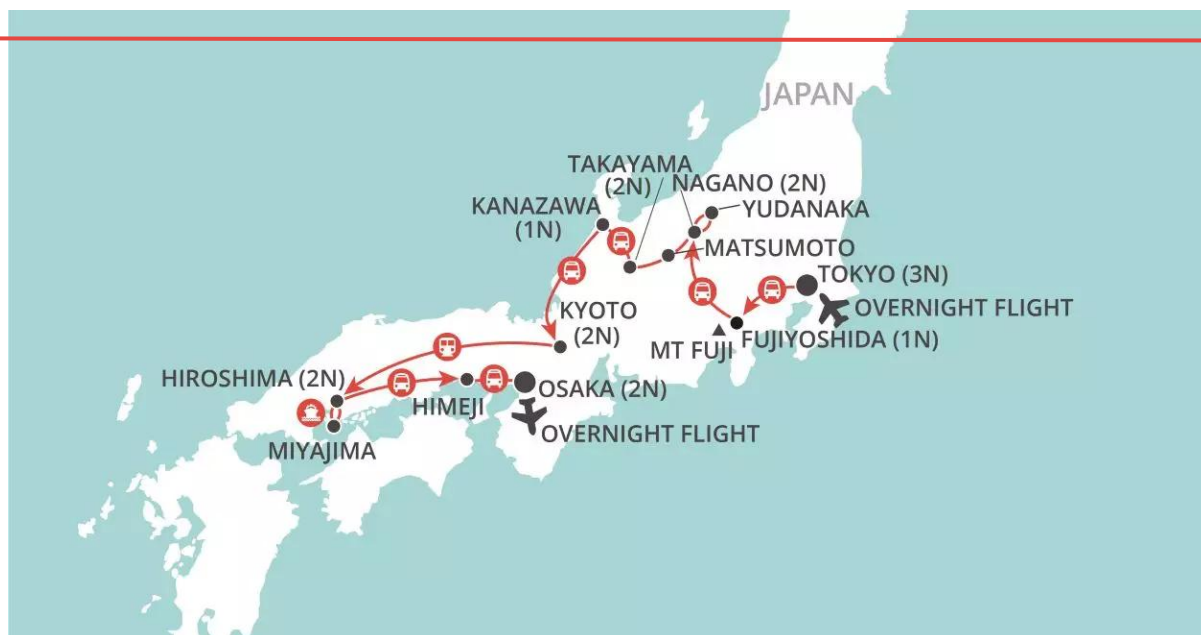 JAPAN
TAKAYAMA
(2N)
NAGANO (2N)
YUDANAKA
KANAZAWA
(1N)
MATSUMOTO
TOKYO (3N)
OVERNIGHT FLIGHT
KYOTO
(2N)
MT FUJI
FUJIYOSHIDA (1N)
HIROSHIMA (2N)
HIMEJI
OSAKA (2N)
OVERNIGHT FLIGHT
MIYAJIMA